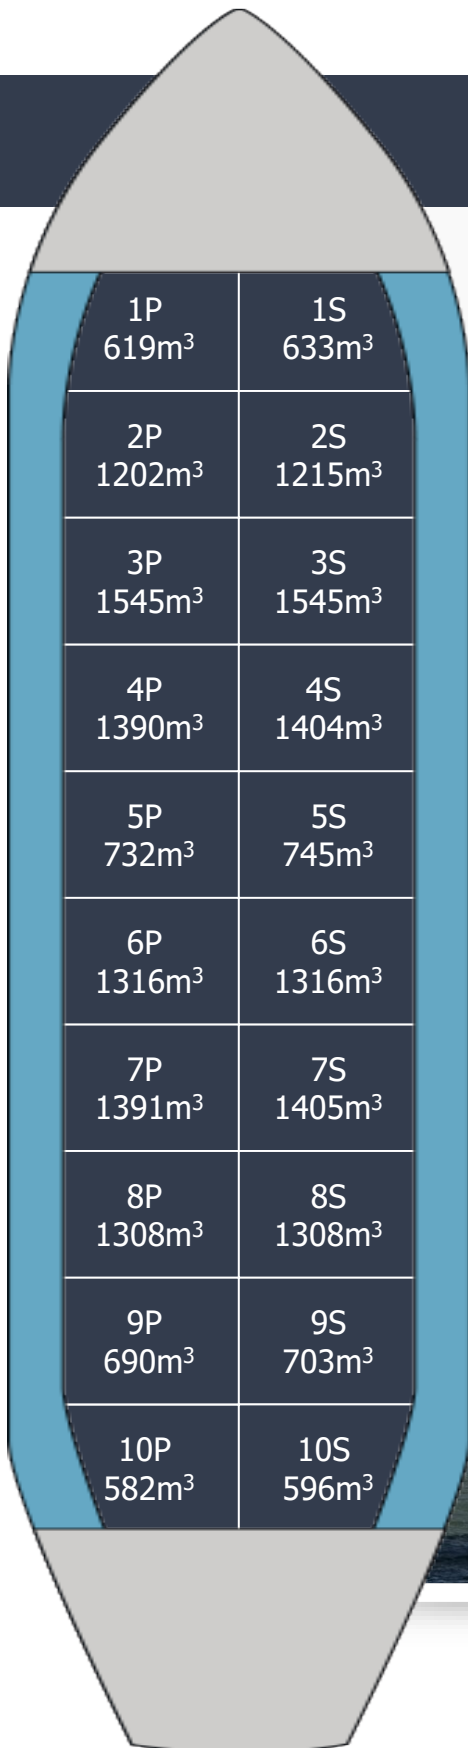 1P
619m³
1S
633m³
2P
1202m³
2S
1215m³
3P
1545m³
3S
1545m³
4P
1390m³
4S
1404m³
5P
732m³
5S
745m³
6P
1316m³
6S
1316m³
7P
1391m³
7S
1405m³
8P
1308m³
8S
1308m³
9P
690m³
9S
703m³
10P
582m³
10S
596m³